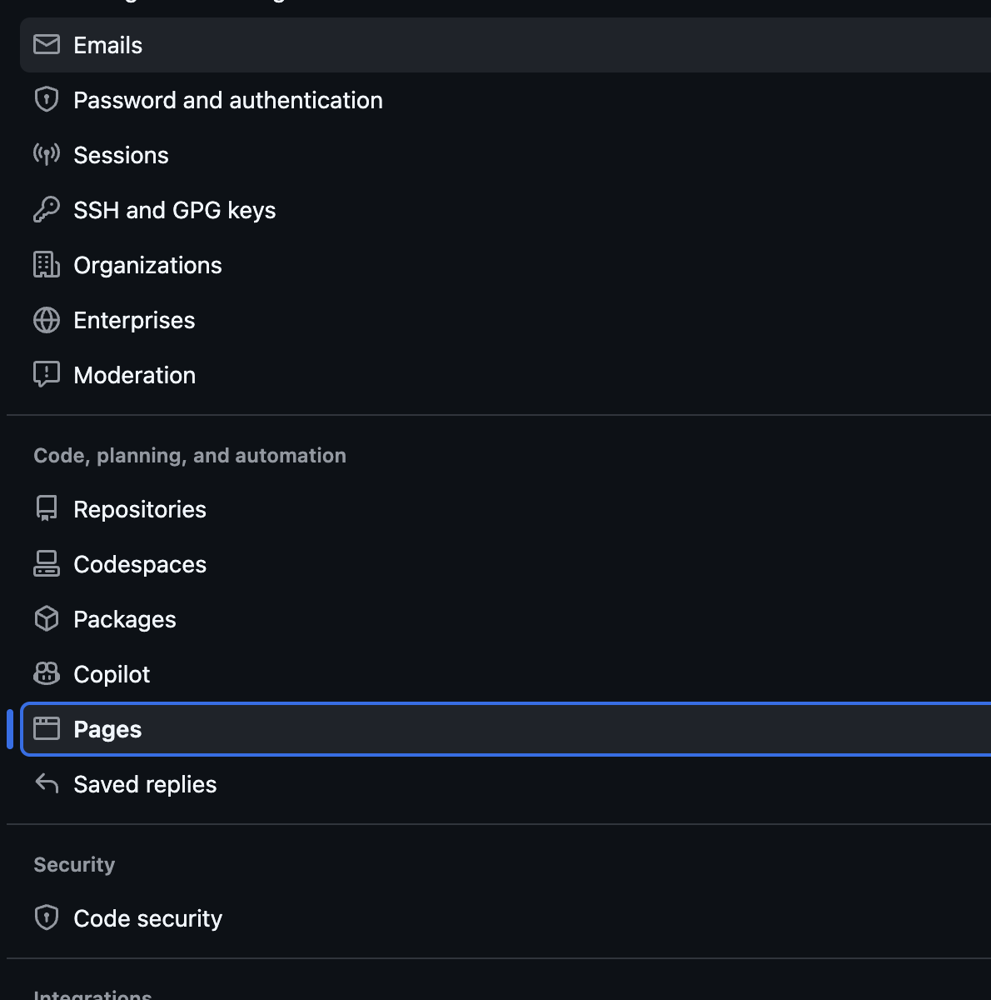 Emails
Password and authentication
Sessions
SSH and GPG keys
Organizations
Enterprises
Moderation
Code, planning, and automation
Repositories
Codespaces
Packages
Copilot
Pages
Saved replies
Security
Code security
Integrations